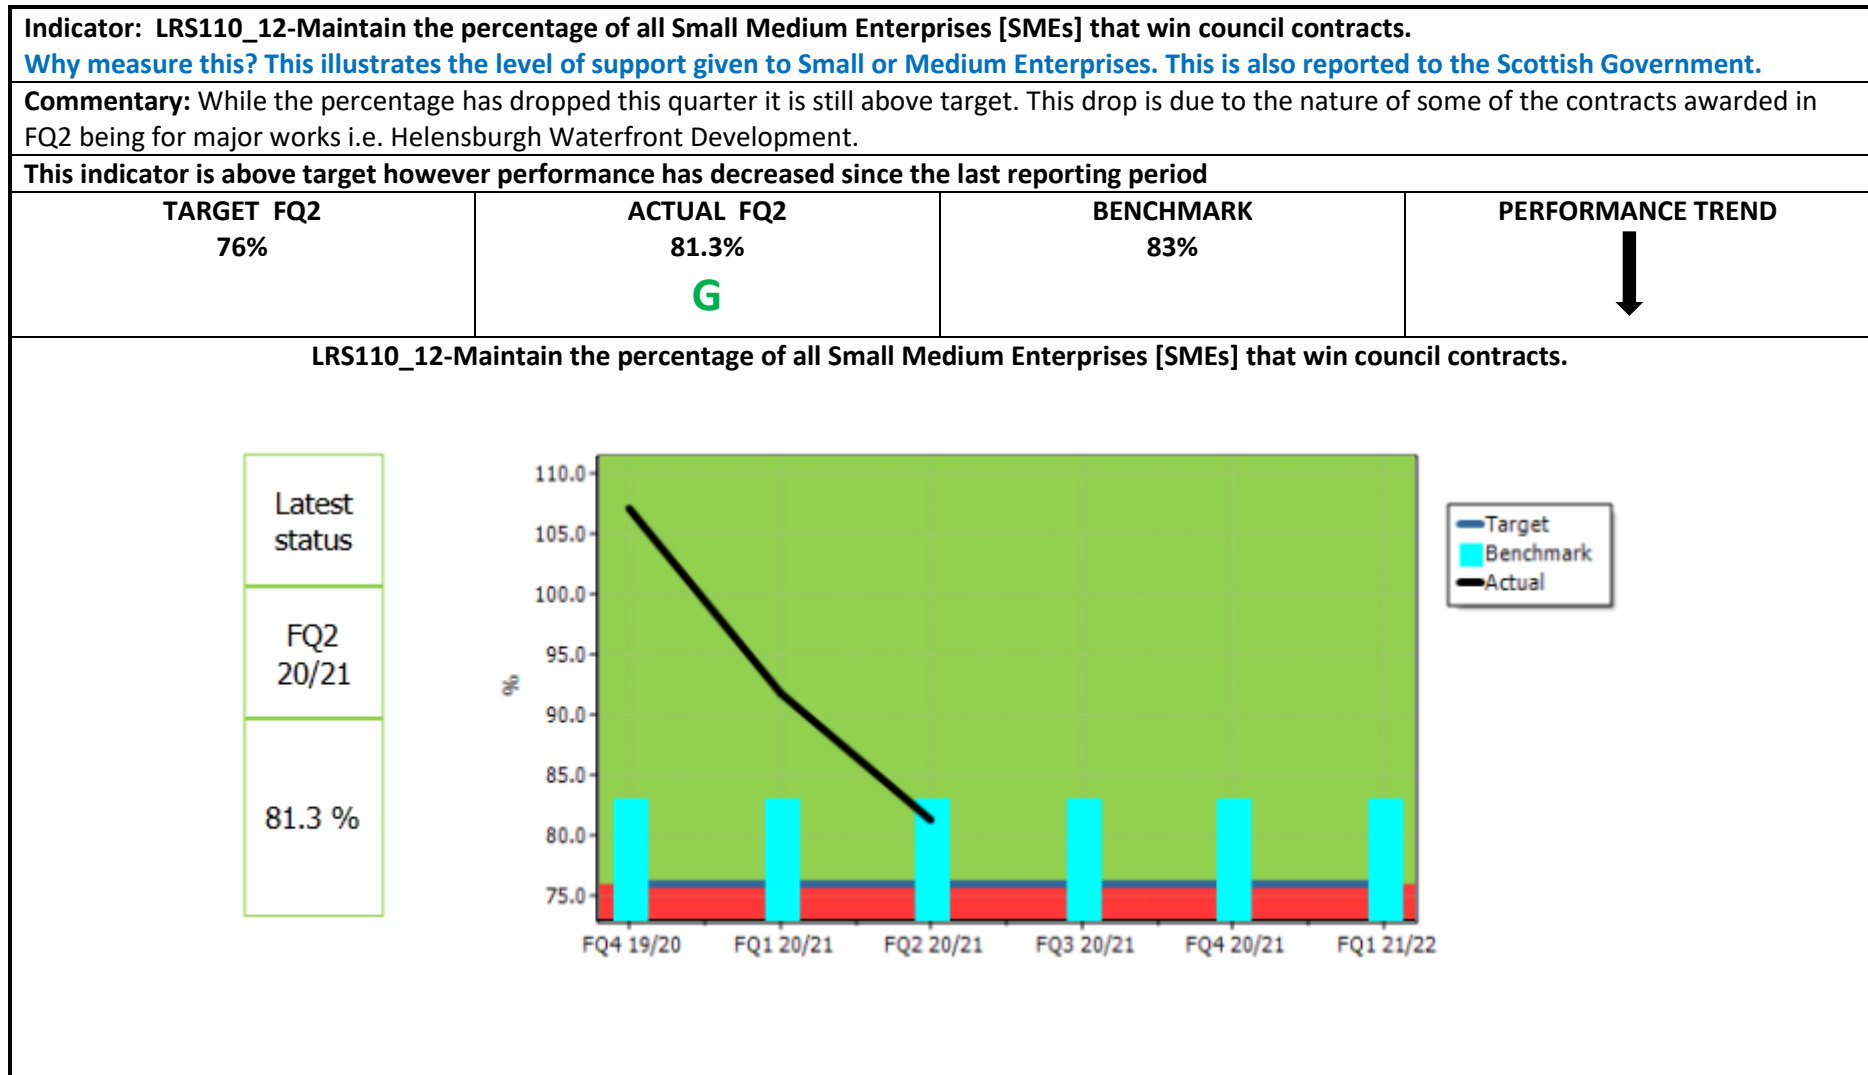 Indicator: LRS110_12-Maintain the percentage of all Small Medium Enterprises [SMEs] that win council contracts.
Why measure this? This illustrates the level of support given to Small or Medium Enterprises. This is also reported to the Scottish Government.
Commentary: While the percentage has dropped this quarter it is still above target. This drop is due to the nature of some of the contracts awarded in
FQ2 being for major works i.e. Helensburgh Waterfront Development.
This indicator is above target however performance has decreased since the last reporting period
TARGET FQ2
76%
ACTUAL FQ2
81.3%
G
BENCHMARK
83%
PERFORMANCE TREND
LRS110_12-Maintain the percentage of all Small Medium Enterprises [SMEs] that win council contracts.
Latest
status
FQ2
20/21
81.3 %
%
110.0
105.0
100.0
95.0
90.0
85.0
80.0
75.0
FQ4 19/20
FQ1 20/21
FQ2 20/21
FQ3 20/21
FQ4 20/21
FQ1 21/22
Target
Benchmark
Actual